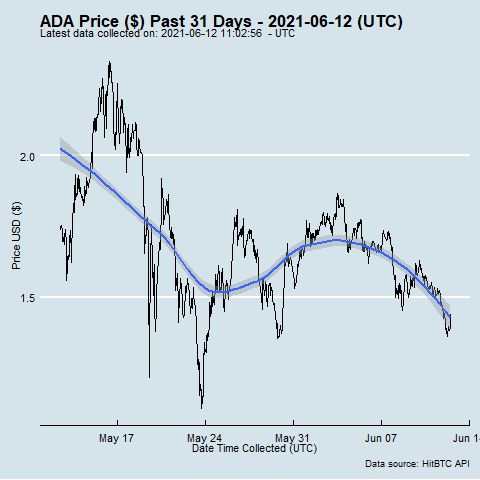 ADA Price ($) Past 31 Days - 2021-06-12 (UTC)
Latest data collected on: 2021-06-12 11:02:56 - UTC
Price USD ($)
2.0
1.5
May 17 May 24 May 31 Jun 07 Jun 14
Date Time Collected (UTC)
Data source: HitBTC API